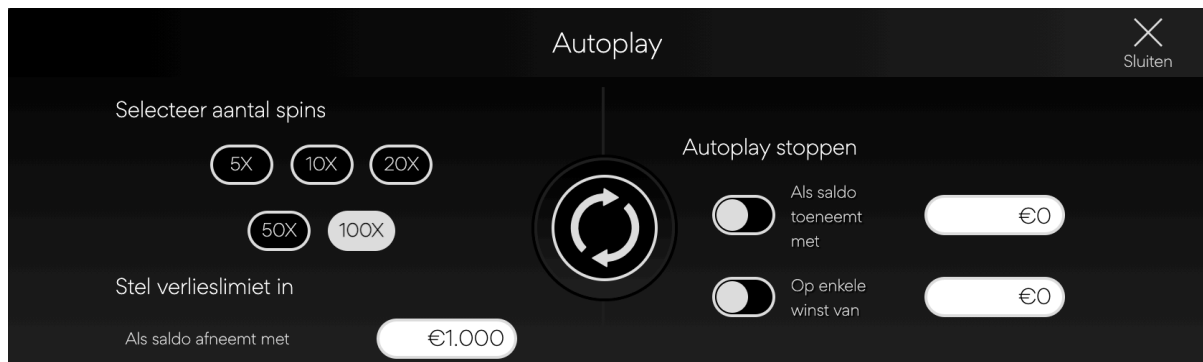 Autoplay
Sluiten
Selecteer aantal spins
5X 10X 20X
50X 100X
Stel verlieslimiet in
Als saldo afneemt met €1.000
Autoplay stoppen
Als saldo
toeneemt
met
€0
Op enkele
winst van
€0